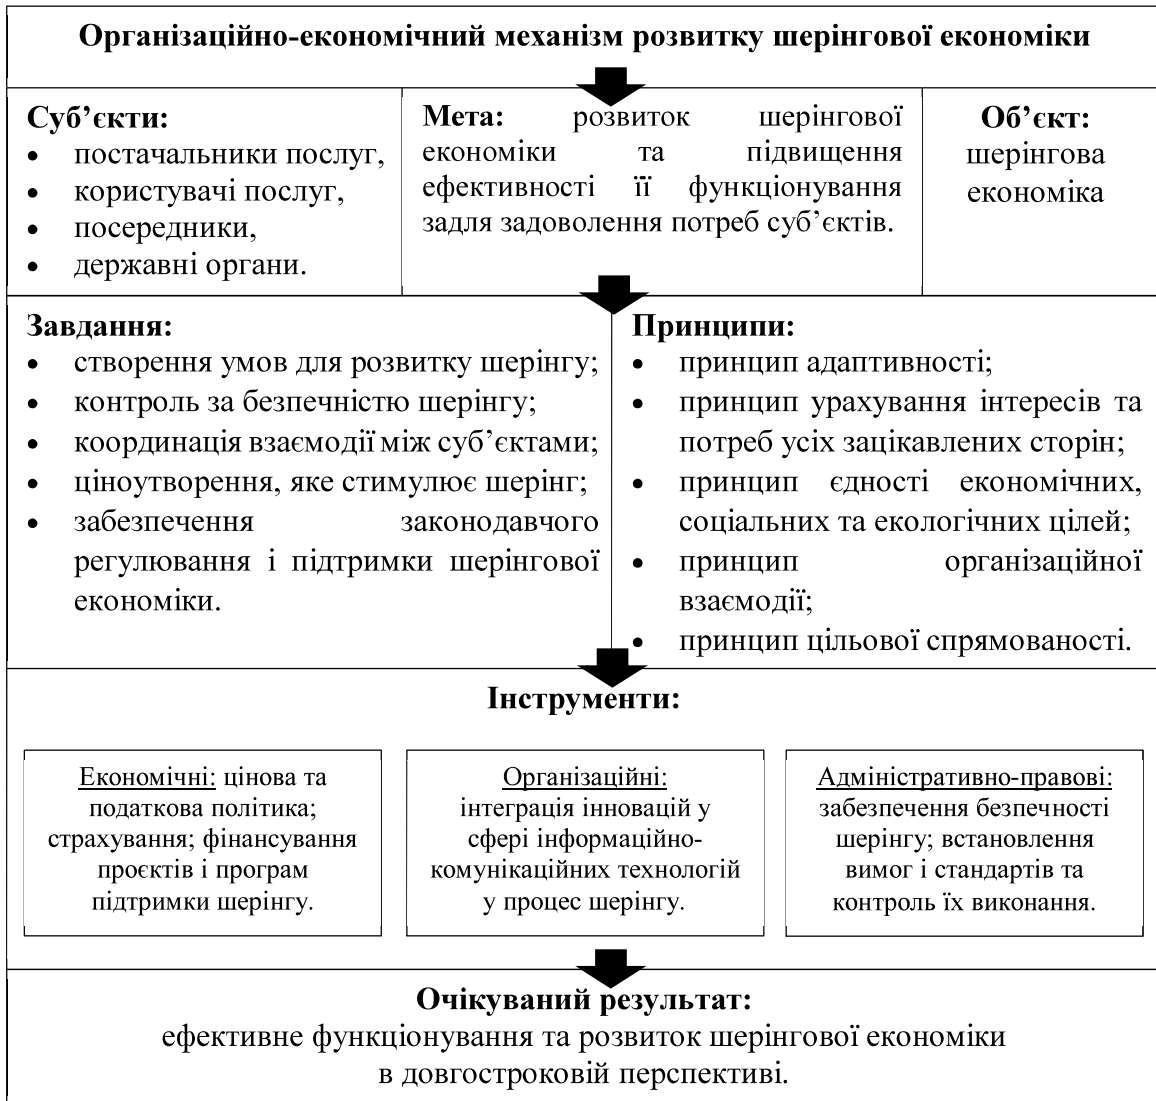 Організаційно-економічний механізм розвитку шерінгової економіки
Суб’єкти:
• постачальники послуг,
• користувачі послуг,
• посередники,
• державні органи.
Мета: розвиток шерінгової
економіки та підвищення
ефективності її функціонування
задля задоволення потреб суб’єктів.
Об’єкт:
шерінгова
економіка
Завдання:
• створення умов для розвитку шерінгу;
• контроль за безпечністю шерінгу;
• координація взаємодії між суб’єктами;
• ціноутворення, яке стимулює шерінг;
• забезпечення законодавчого
регулювання і підтримки шерінгової
економіки.
Принципи:
• принцип адаптивності;
• принцип урахування інтересів та
потреб усіх зацікавлених сторін;
• принцип єдності економічних,
соціальних та екологічних цілей;
• принцип організаційної
взаємодії;
• принцип цільової спрямованості.
Інструменти:
Економічні: цінова та
податкова політика;
страхування; фінансування
проєктів і програм
підтримки шерінгу.
Організаційні:
інтеграція інновацій у
сфері інформаційно-
комунікаційних технологій
у процес шерінгу.
Адміністративно-правові:
забезпечення безпечності
шерінгу; встановлення
вимог і стандартів та
контроль їх виконання.
Очікуваний результат:
ефективне функціонування та розвиток шерінгової економіки
в довгостроковій перспективі.